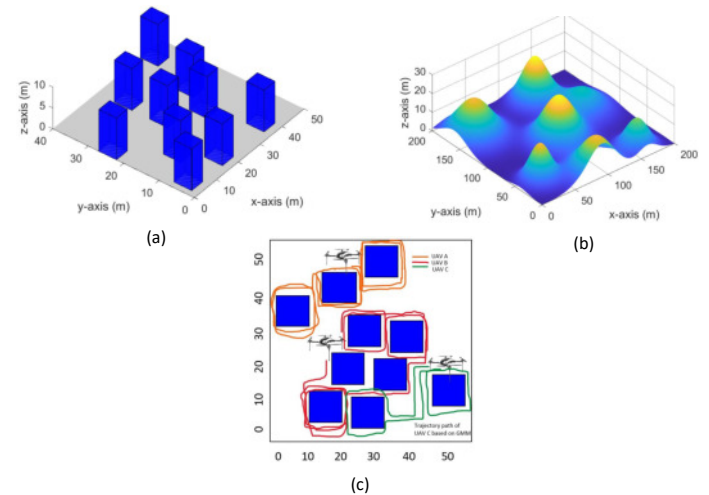 z-axis (m)
10
5
0
40
30
20
10
0
y-axis (m)
0
10
20
30
40
50
x-axis (m)
(a)
z-axis (m)
30
20
10
0
200
150
100
50
0
y-axis (m)
0
50
100
150
200
x-axis (m)
(b)
50
40
30
20
10
0
UAV A
UAV B
UAV C
Trajectory path of
UAV C based on GMM
0 10 20 30 40 50
(c)